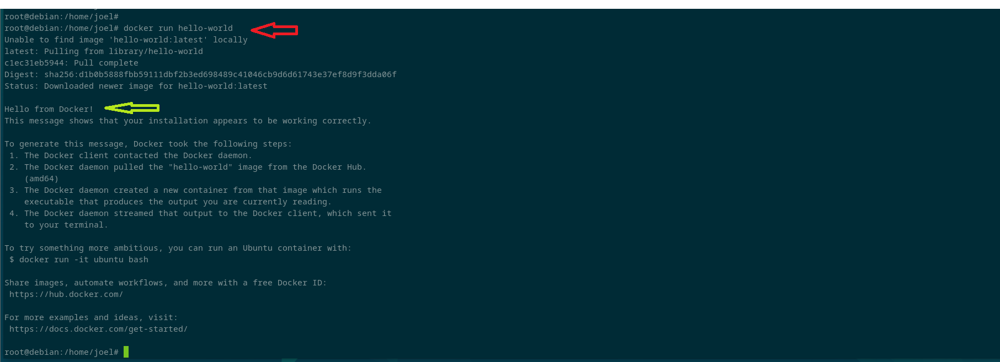 root@debian:/home/joel#
root@debian:/home/joel# docker run hello-world
Unable to find image 'hello-world:latest' locally
latest: Pulling from library/hello-world
c1ec31eb5944: Pull complete
Digest: sha256:d1b0b5888fbb59111dbf2b3ed698489c41046cb9d6d61743e37ef8d9f3dda06f
Status: Downloaded newer image for hello-world:latest
Hello from Docker!
This message shows that your installation appears to be working correctly.
To generate this message, Docker took the following steps:
1. The Docker client contacted the Docker daemon.
2. The Docker daemon pulled the "hello-world" image from the Docker Hub.
(amd64)
3. The Docker daemon created a new container from that image which runs the
executable that produces the output you are currently reading.
4. The Docker daemon streamed that output to the Docker client, which sent it
to your terminal.
To try something more ambitious, you can run an Ubuntu container with:
$ docker run -it ubuntu bash
Share images, automate workflows, and more with a free Docker ID:
https://hub.docker.com/
For more examples and ideas, visit:
https://docs.docker.com/get-started/
root@debian:/home/joel#